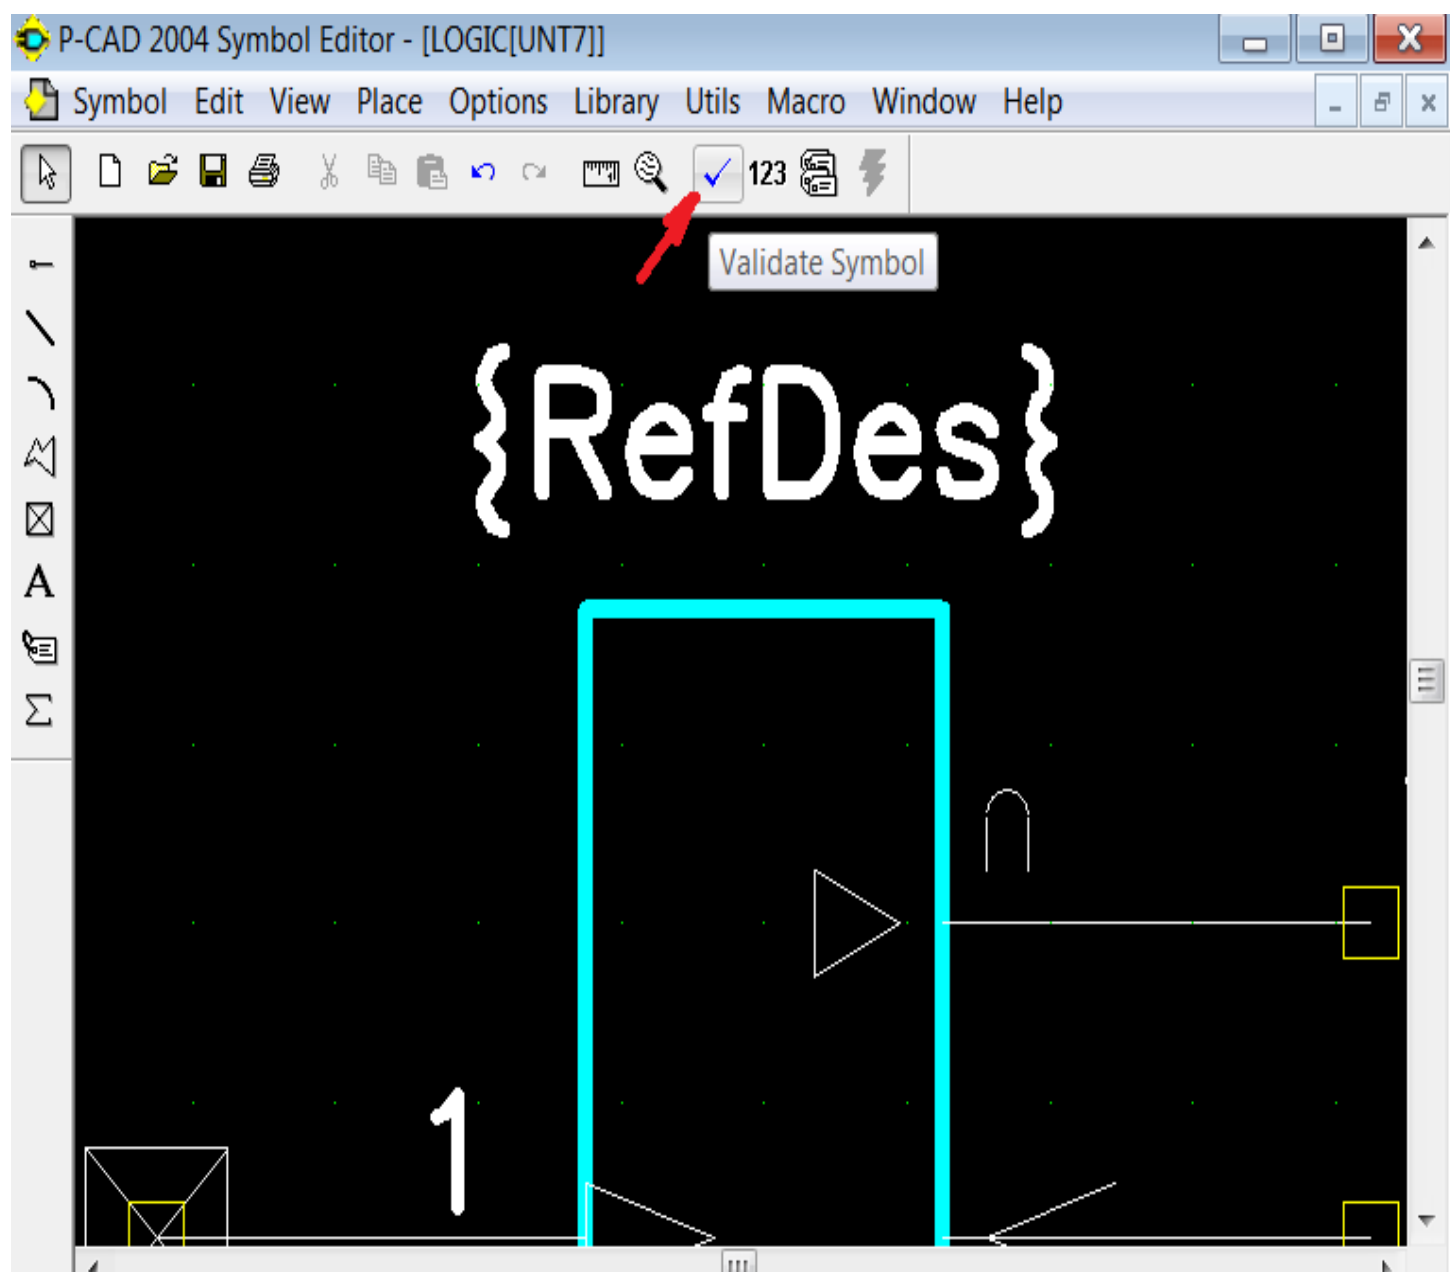 P-CAD 2004 Symbol Editor - [LOGIC[UNT7]]
Symbol Edit View Place Options Library Utils Macro Window Help
123
Validate Symbol
A
{RefDes}
1